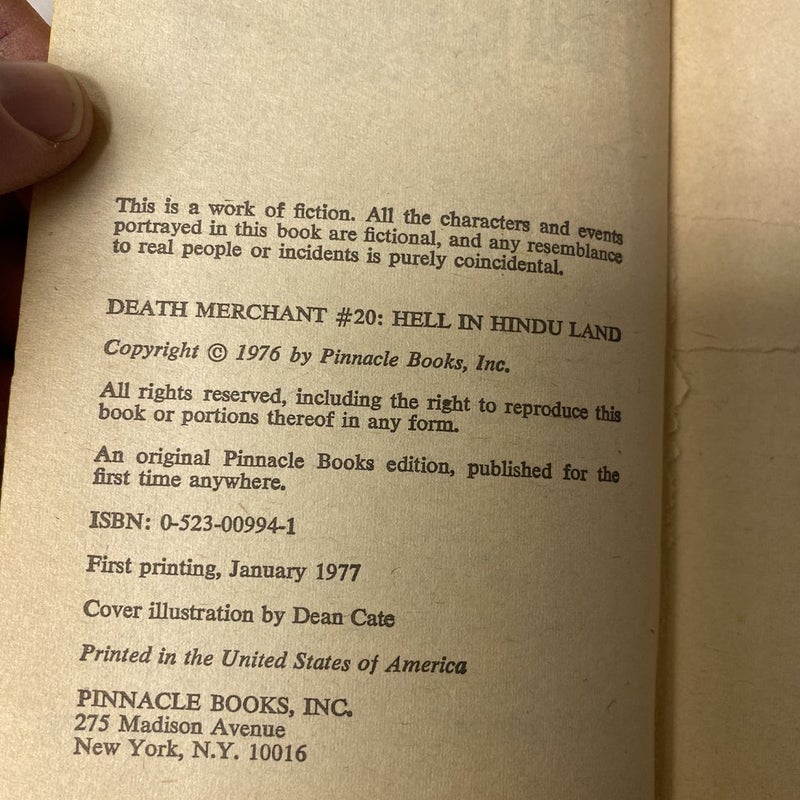 This is a work of fiction. All the characters and events
portrayed in this book are fictional, and any resemblance
to real people or incidents is purely coincidental.
DEATH MERCHANT #20: HELL IN HINDU LAND
Copyright © 1976 by Pinnacle Books, Inc.
All rights reserved, including the right to reproduce this
book or portions thereof in any form.
An original Pinnacle Books edition, published for the
first time anywhere.
ISBN: 0-523-00994-1
First printing, January 1977
Cover illustration by Dean Cate
Printed in the United States of America
PINNACLE BOOKS, INC.
275 Madison Avenue
New York, N.Y. 10016